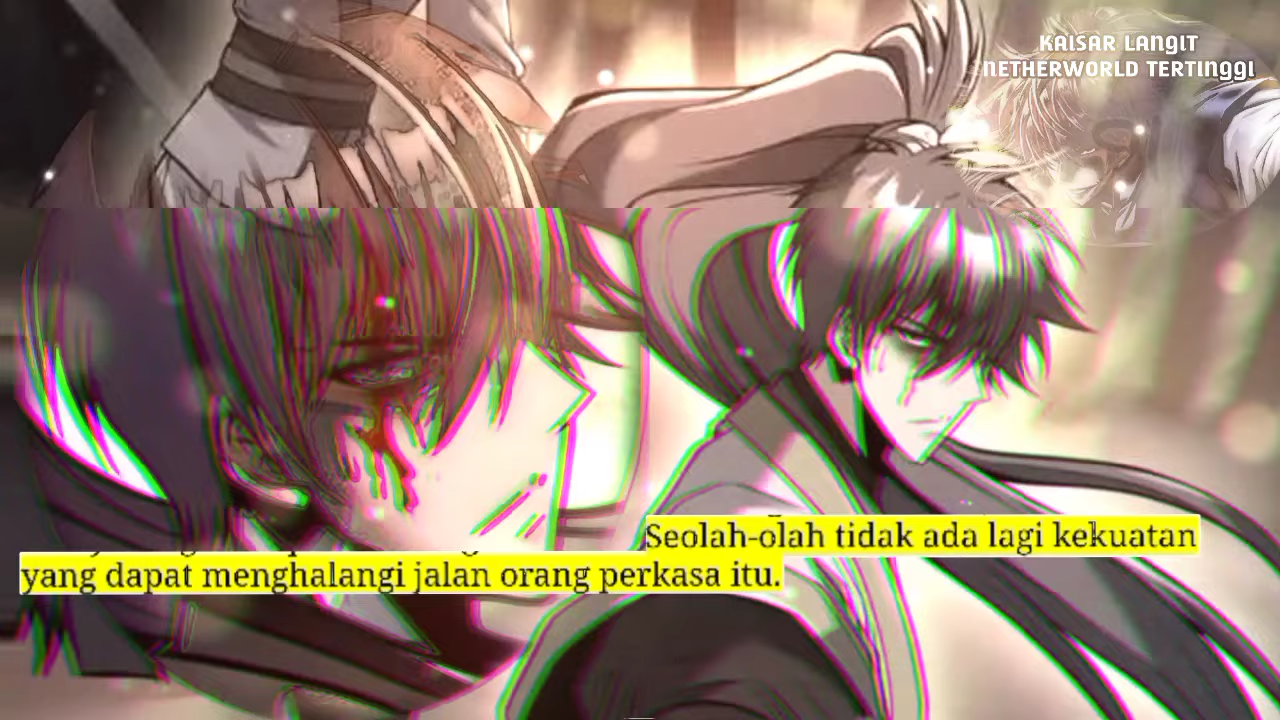 KAISAR LANGIT
NETHERWORLD TERTINGGI
Seolah-olah tidak ada lagi kekuatan
yang dapat menghalangi jalan orang perkasa itu.